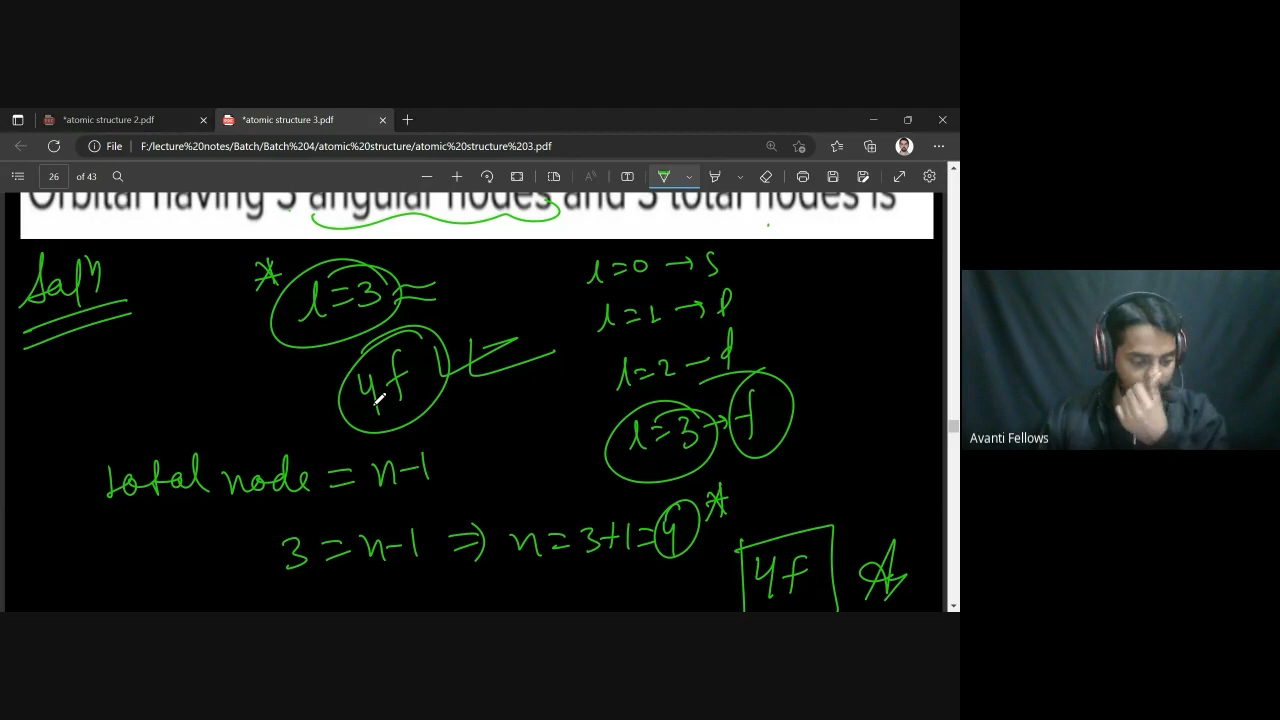 *atomic structure 2.pdf
*atomic structure 3.pdf
File
F:/lecture%20notes/Batch/Batch%204/atomic%20structure/atomic%20structure%203.pdf
26 of 43
Orbital having 3 angular nodes and 3 total nodes is
Solⁿ
* l=3
l=0 → s
l=1 → p
4f
l=2 – d
l=3 → f
total node = n-1
3 = n-1 ⇒ n = 3+1 = 4 *
4f
Avanti Fellows